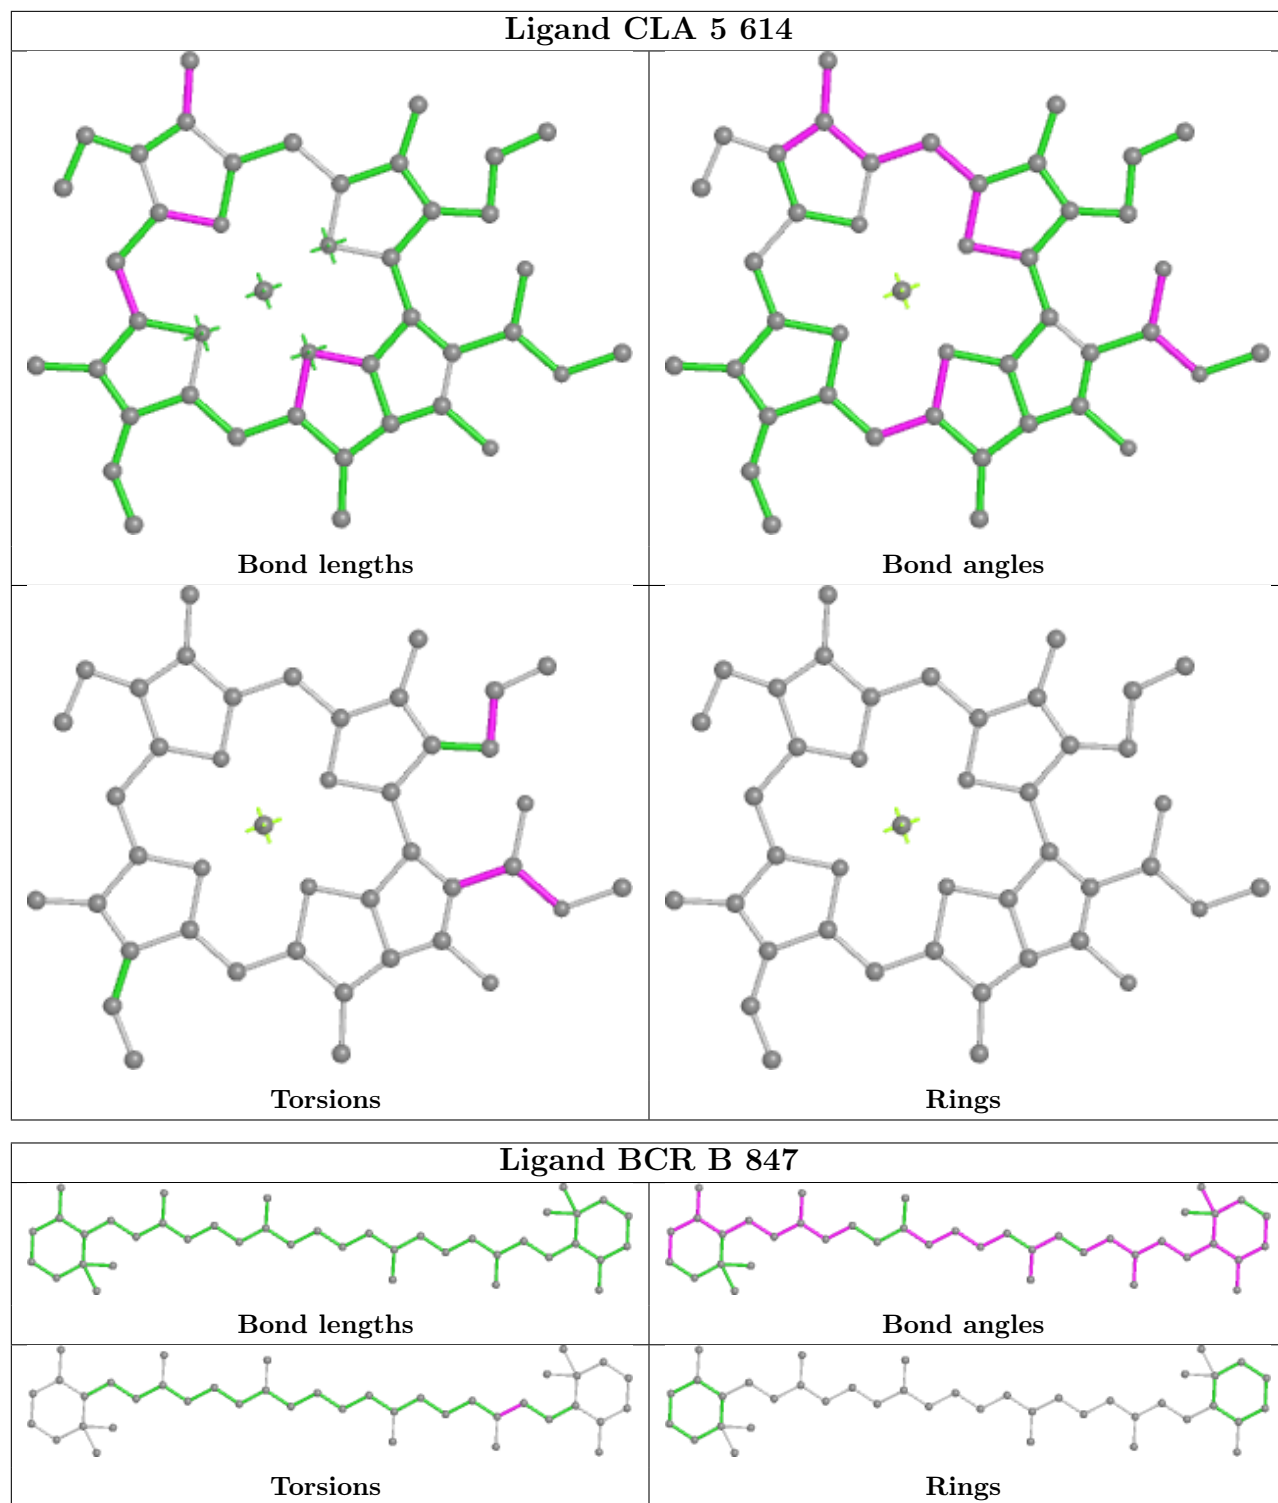 Ligand CLA 5 614
Bond lengths
Bond angles
Torsions
Rings
Ligand BCR B 847
Bond lengths
Bond angles
Torsions
Rings